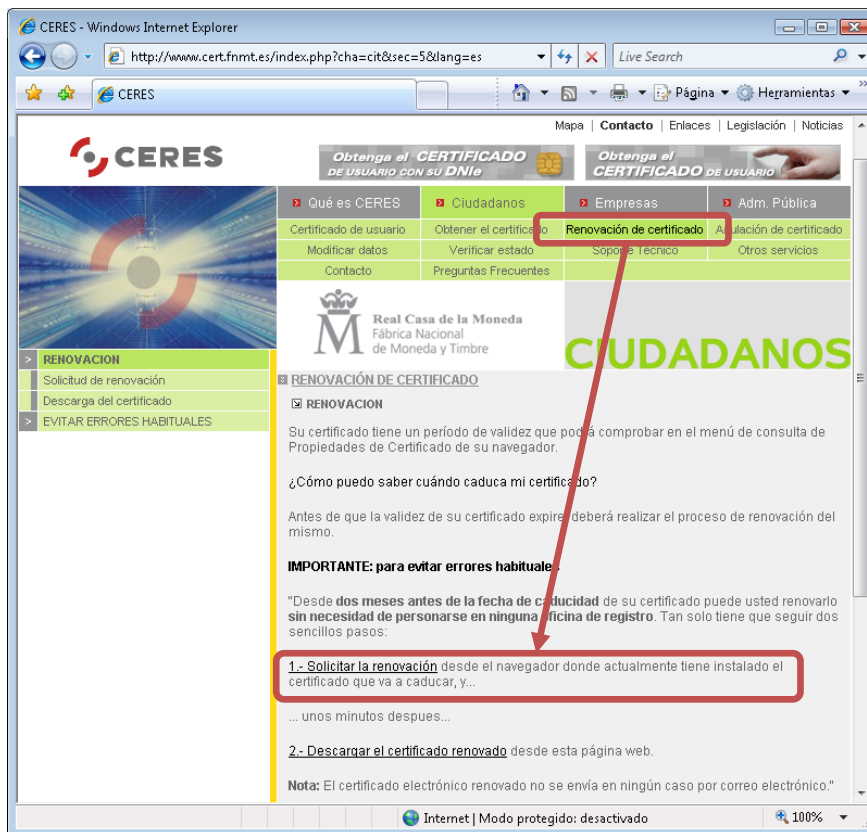 CERES - Windows Internet Explorer
http://www.cert.fnmt.es/index.php?cha=cit&sec=5&lang=es
Live Search
CERES
Página
Herramientas
Mapa | Contacto | Enlaces | Legislación | Noticias
CERES
Obtenga el CERTIFICADO
DE USUARIO CON SU DNIe
Obtenga el
CERTIFICADO DE USUARIO
Qué es CERES
Ciudadanos
Empresas
Adm. Pública
Certificado de usuario
Obtener el certificado
Renovación de certificado
Anulación de certificado
Modificar datos
Verificar estado
Soporte Técnico
Otros servicios
Contacto
Preguntas Frecuentes
Real Casa de la Moneda
Fábrica Nacional
de Moneda y Timbre
CIUDADANOS
> RENOVACION
Solicitud de renovación
Descarga del certificado
> EVITAR ERRORES HABITUALES
RENOVACIÓN DE CERTIFICADO
RENOVACION
Su certificado tiene un período de validez que podrá comprobar en el menú de consulta de
Propiedades de Certificado de su navegador.
¿Cómo puedo saber cuándo caduca mi certificado?
Antes de que la validez de su certificado expire, deberá realizar el proceso de renovación del
mismo.
IMPORTANTE: para evitar errores habituales
"Desde dos meses antes de la fecha de caducidad de su certificado puede usted renovarlo
sin necesidad de personarse en ninguna oficina de registro. Tan solo tiene que seguir dos
sencillos pasos:
1.- Solicitar la renovación desde el navegador donde actualmente tiene instalado el
certificado que va a caducar, y...
... unos minutos despues...
2.- Descargar el certificado renovado desde esta página web.
Nota: El certificado electrónico renovado no se envía en ningún caso por correo electrónico."
Internet | Modo protegido: desactivado
100%